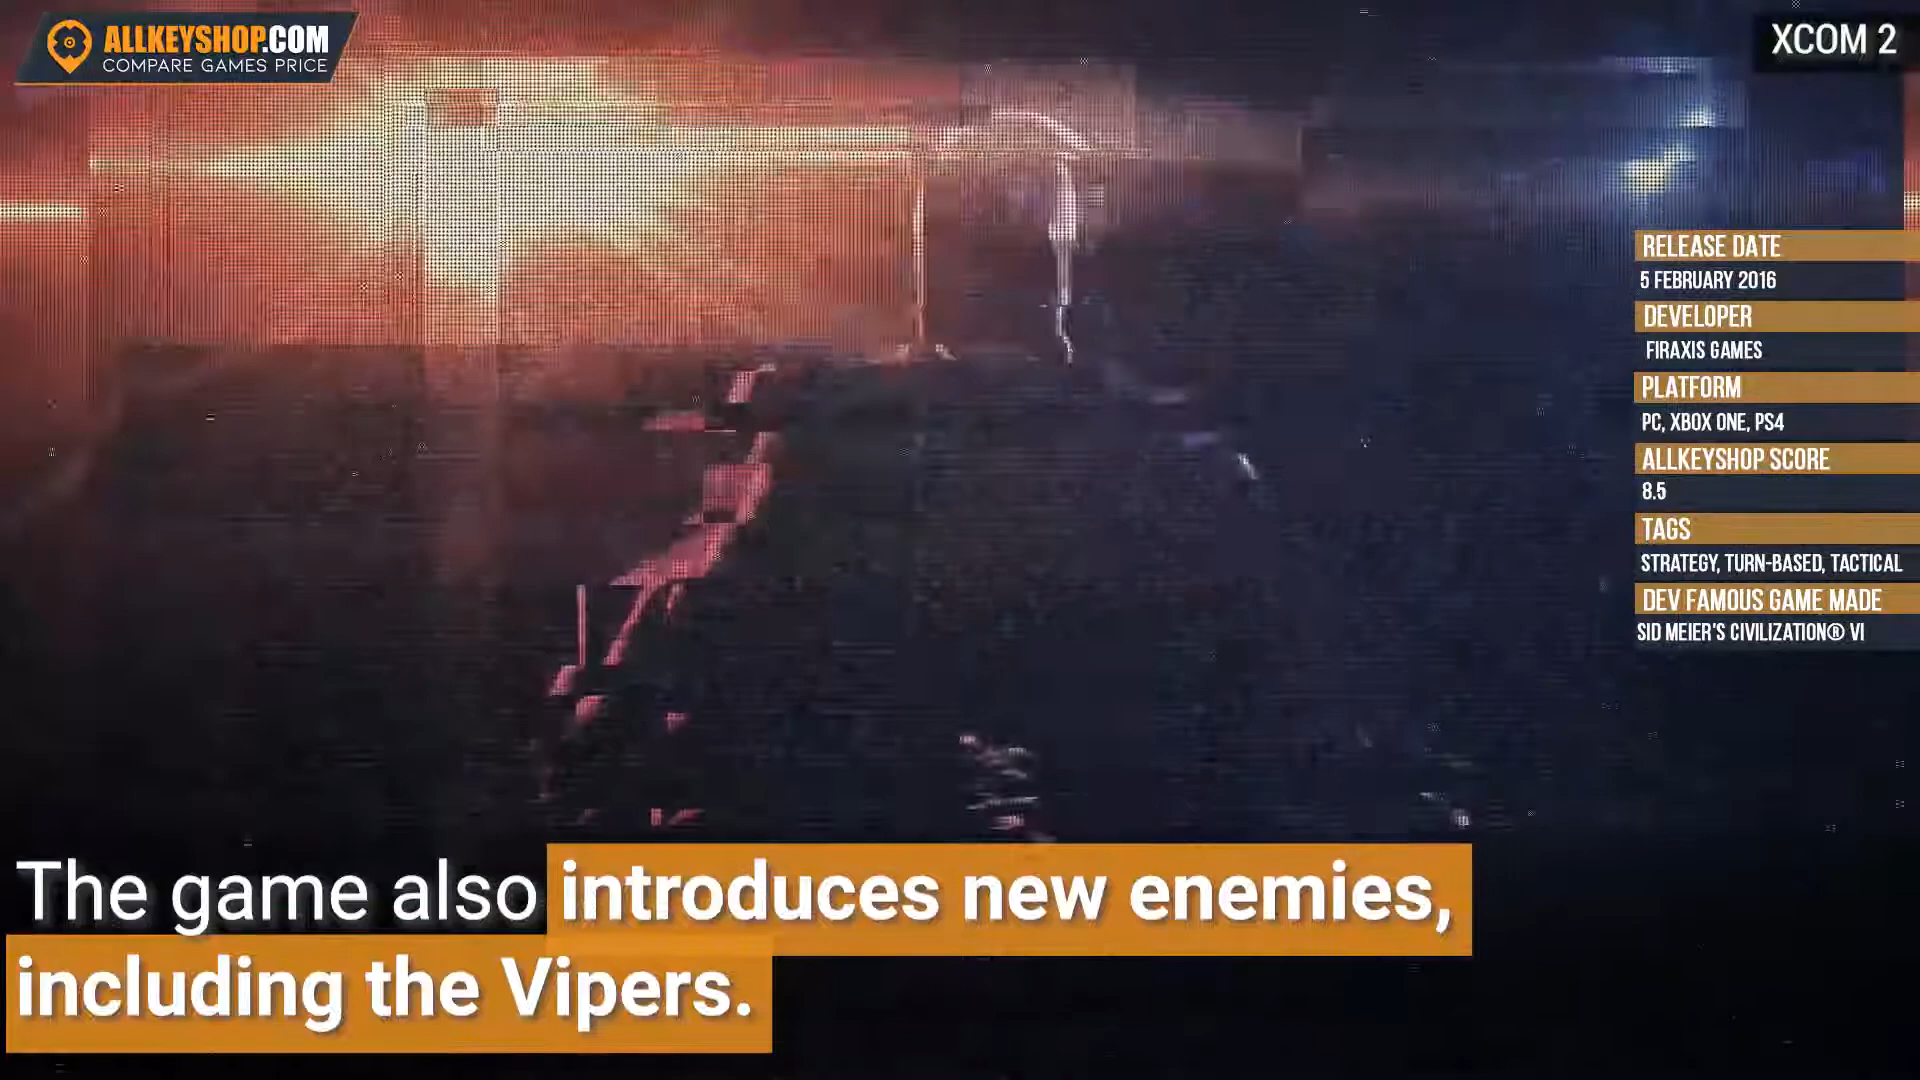 ALLKEYSHOP.COM
COMPARE GAMES PRICE
XCOM 2
RELEASE DATE
5 FEBRUARY 2016
DEVELOPER
FIRAXIS GAMES
PLATFORM
PC, XBOX ONE, PS4
ALLKEYSHOP SCORE
8.5
TAGS
STRATEGY, TURN-BASED, TACTICAL
DEV FAMOUS GAME MADE
SID MEIER'S CIVILIZATION® VI
The game also introduces new enemies,
including the Vipers.